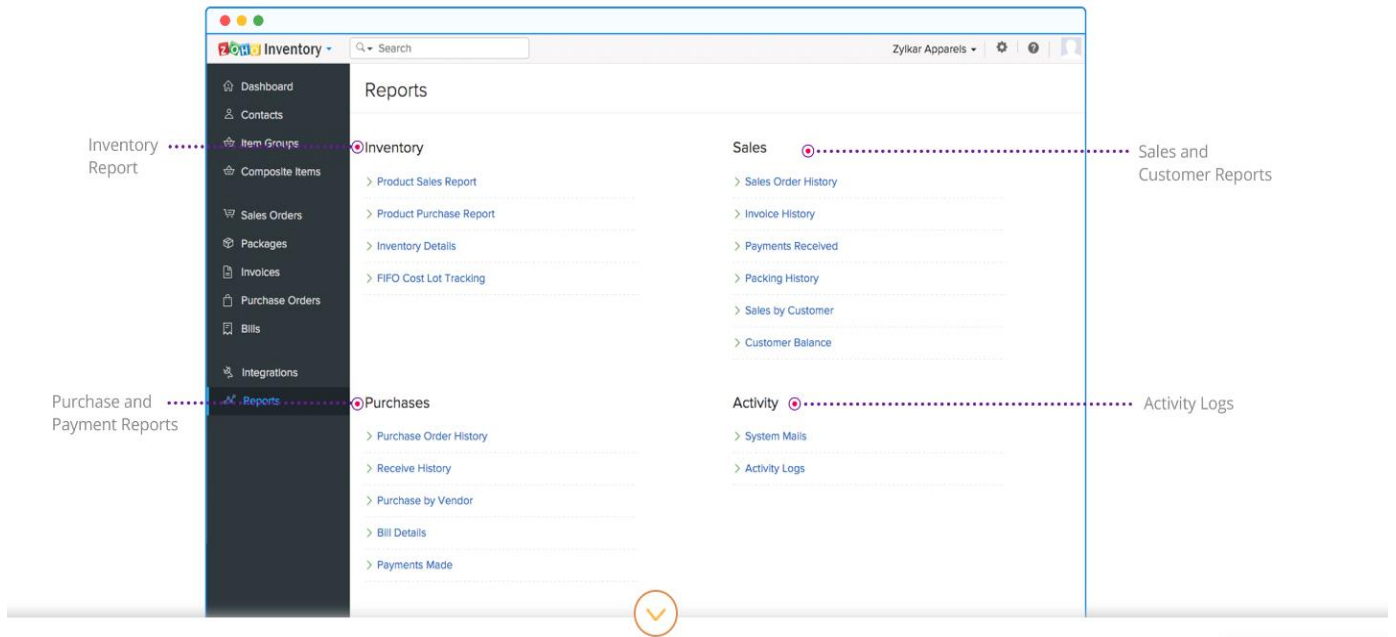 ZOHO Inventory
Search
Zylkar Apparels
Dashboard
Contacts
Item Groups
Composite Items
Sales Orders
Packages
Invoices
Purchase Orders
Bills
Integrations
Reports
Reports
Inventory
Report
Inventory
Product Sales Report
Product Purchase Report
Inventory Details
FIFO Cost Lot Tracking
Sales
Sales Order History
Invoice History
Payments Received
Packing History
Sales by Customer
Customer Balance
Sales and
Customer Reports
Purchase and
Payment Reports
Purchases
Purchase Order History
Receive History
Purchase by Vendor
Bill Details
Payments Made
Activity
System Mails
Activity Logs
Activity Logs